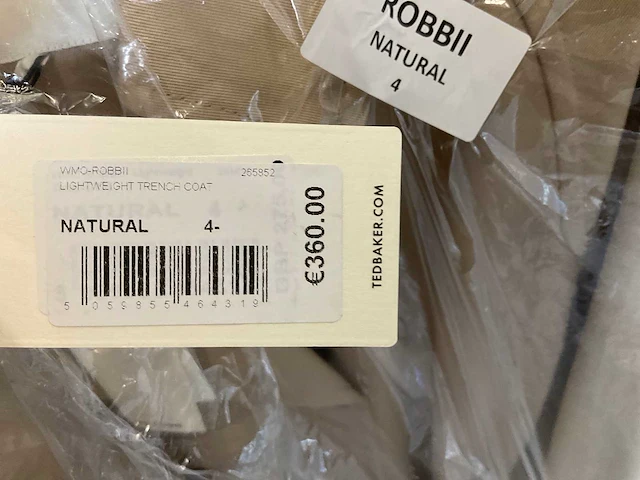 ROBBII
NATURAL
4
WMO-ROBBII 265852
LIGHTWEIGHT TRENCH COAT
NATURAL 4-
€360.00
5 059855 464319
TEDBAKER.COM